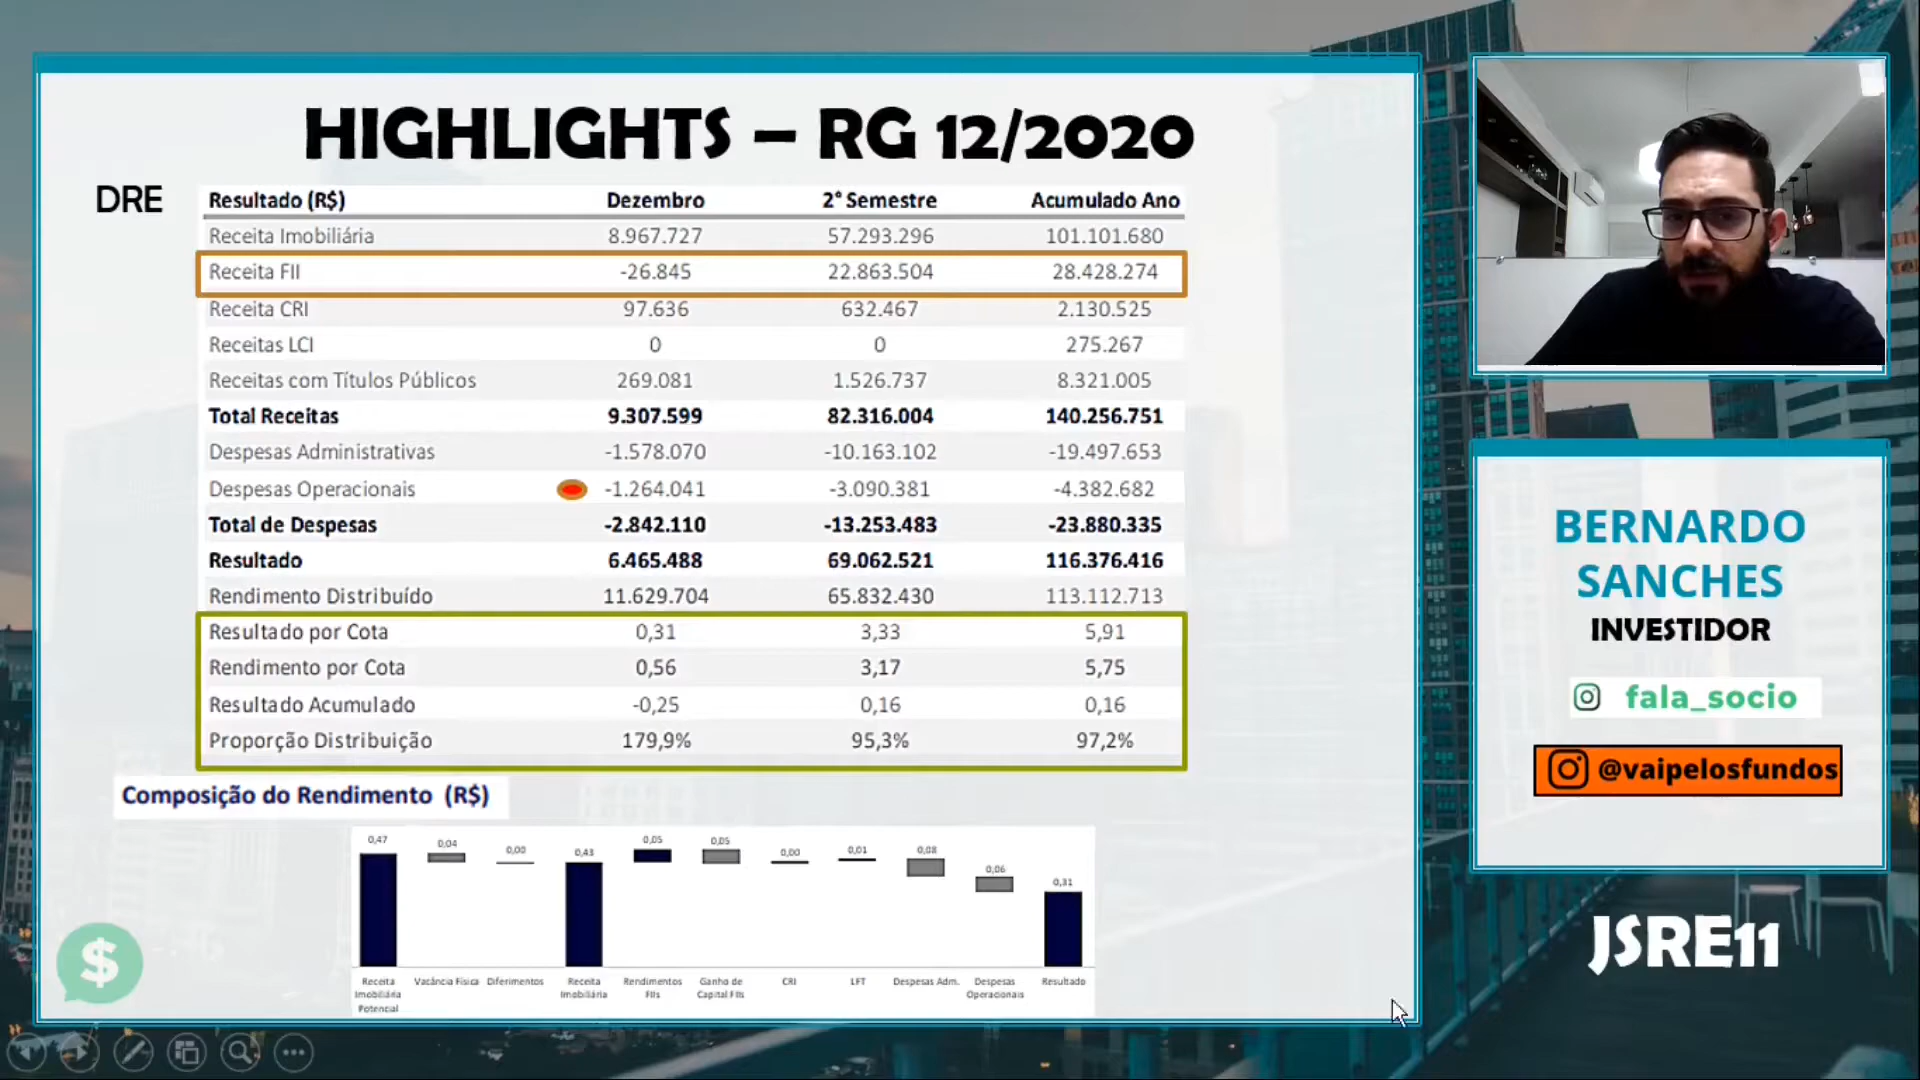 HIGHLIGHTS – RG 12/2020
DRE
Resultado (R$) Dezembro 2° Semestre Acumulado Ano
Receita Imobiliária 8.967.727 57.293.296 101.101.680
Receita FII -26.845 22.863.504 28.428.274
Receita CRI 97.636 632.467 2.130.525
Receitas LCI 0 0 275.267
Receitas com Títulos Públicos 269.081 1.526.737 8.321.005
Total Receitas 9.307.599 82.316.004 140.256.751
Despesas Administrativas -1.578.070 -10.163.102 -19.497.653
Despesas Operacionais -1.264.041 -3.090.381 -4.382.682
Total de Despesas -2.842.110 -13.253.483 -23.880.335
Resultado 6.465.488 69.062.521 116.376.416
Rendimento Distribuído 11.629.704 65.832.430 113.112.713
Resultado por Cota 0,31 3,33 5,91
Rendimento por Cota 0,56 3,17 5,75
Resultado Acumulado -0,25 0,16 0,16
Proporção Distribuição 179,9% 95,3% 97,2%
Composição do Rendimento (R$)
0,47 0,04 0,00 0,43 0,05 0,05 0,00 0,01 0,08 0,06 0,31
Receita Vacância Física Diferimentos Receita Rendimentos Ganho de CRI LFT Despesas Adm. Despesas Resultado
Imobiliária Imobiliária FIIs Capital FIIs Operacionais
Potencial
$
BERNARDO
SANCHES
INVESTIDOR
fala_socio
@vaipelosfundos
JSRE11